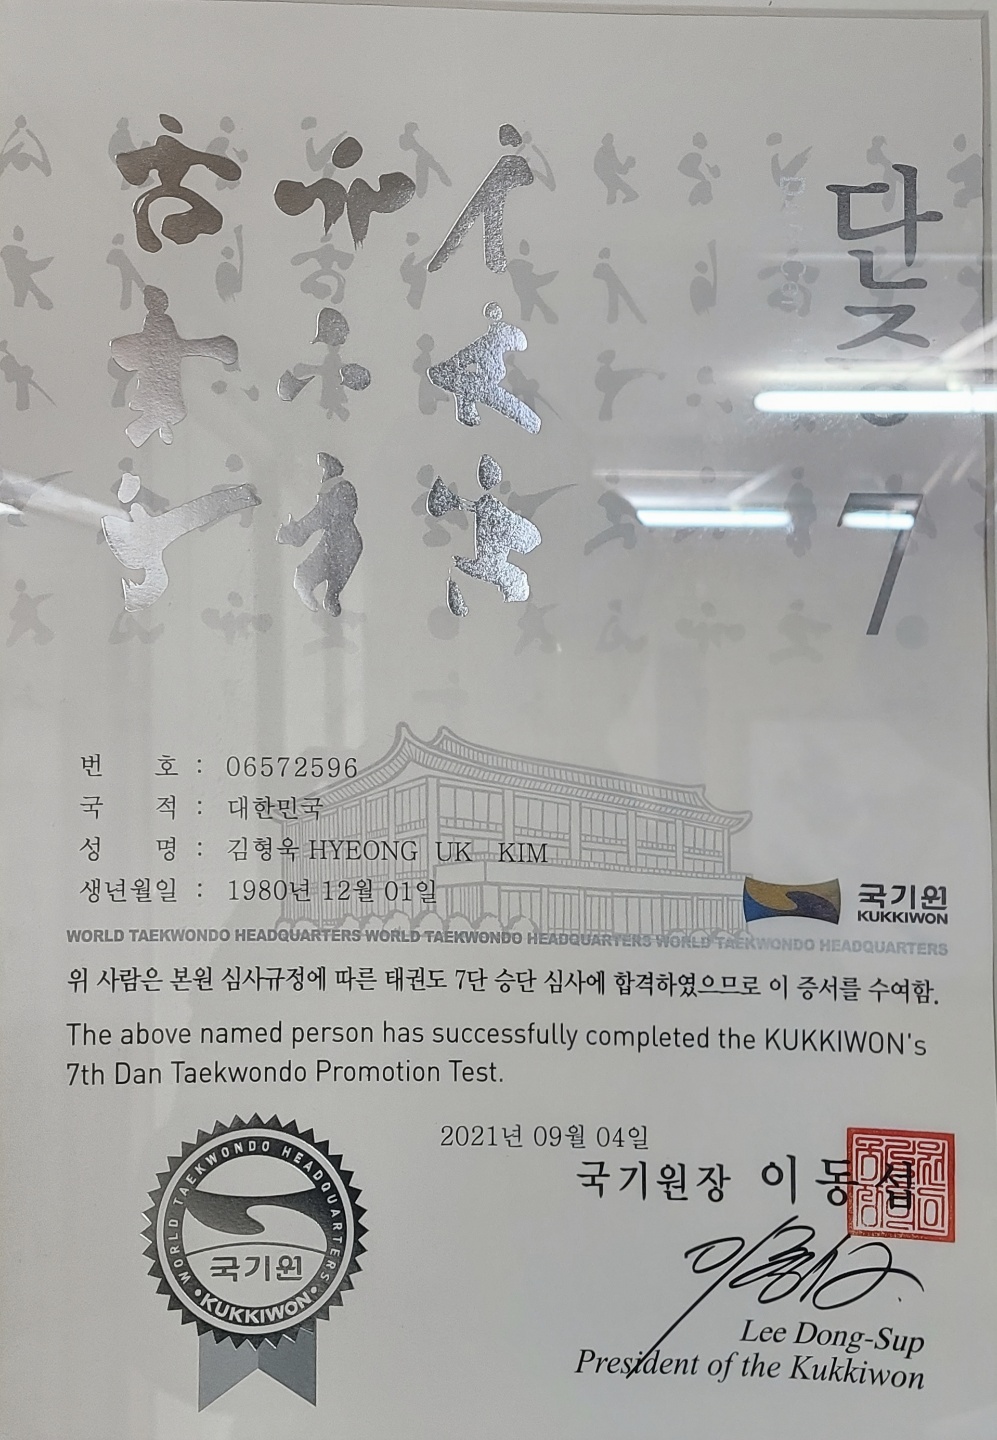 단증
7
번 호 : 06572596
국 적 : 대한민국
성 명 : 김형욱 HYEONG UK KIM
생년월일 : 1980년 12월 01일
국기원
KUKKIWON
WORLD TAEKWONDO HEADQUARTERS WORLD TAEKWONDO HEADQUARTERS WORLD TAEKWONDO HEADQUARTERS
위 사람은 본원 심사규정에 따른 태권도 7단 승단 심사에 합격하였으므로 이 증서를 수여함.
The above named person has successfully completed the KUKKIWON's
7th Dan Taekwondo Promotion Test.
2021년 09월 04일
국기원장 이동섭
WORLD TAEKWONDO HEADQUARTERS
국기원
KUKKIWON
Lee Dong-Sup
President of the Kukkiwon